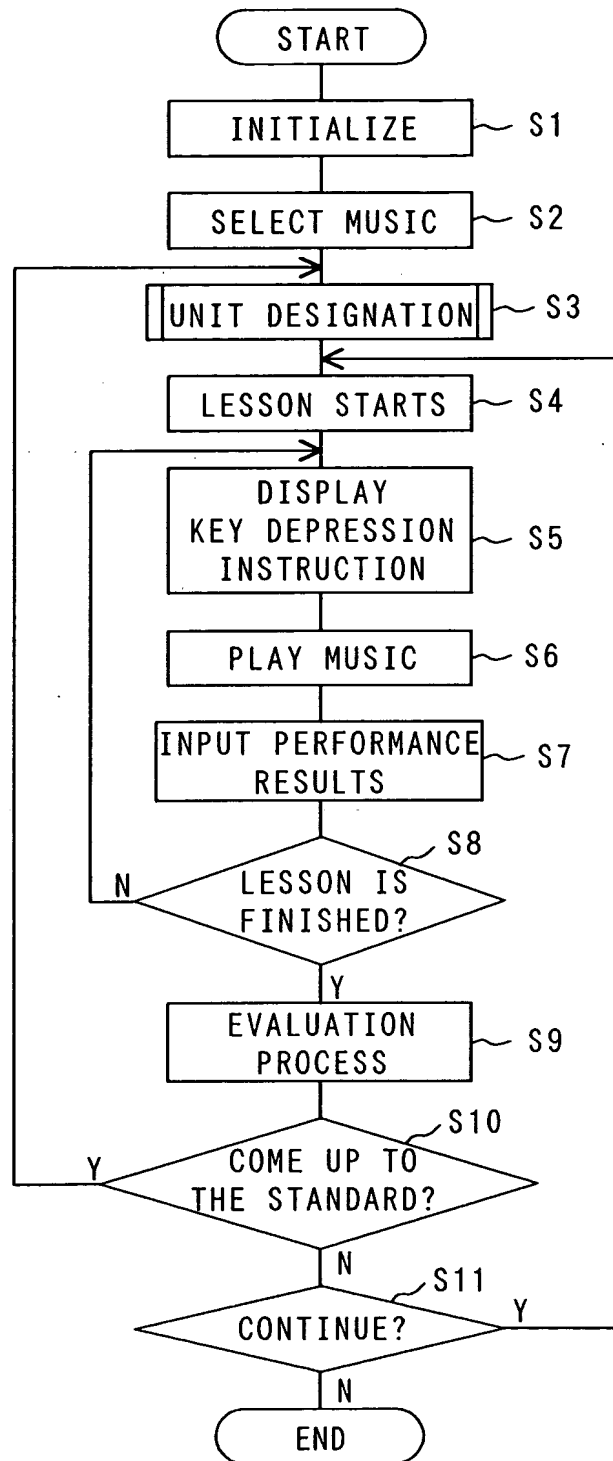 START
INITIALIZE
S1
SELECT MUSIC
S2
UNIT DESIGNATION
S3
LESSON STARTS
S4
DISPLAY
KEY DEPRESSION
INSTRUCTION
S5
PLAY MUSIC
S6
INPUT PERFORMANCE
RESULTS
S7
S8
LESSON IS
FINISHED?
N
Y
EVALUATION
PROCESS
S9
S10
COME UP TO
THE STANDARD?
Y
N
S11
CONTINUE?
Y
N
END